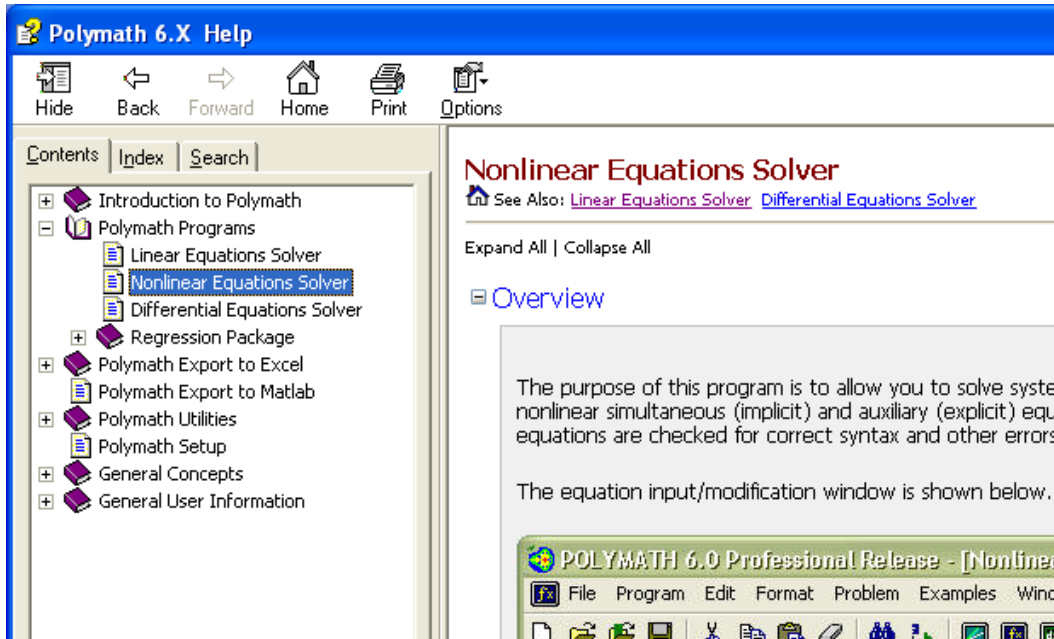 Polymath 6.X Help
Hide Back Forward Home Print Options
Contents Index Search
Introduction to Polymath
Polymath Programs
Linear Equations Solver
Nonlinear Equations Solver
Differential Equations Solver
Regression Package
Polymath Export to Excel
Polymath Export to Matlab
Polymath Utilities
Polymath Setup
General Concepts
General User Information
Nonlinear Equations Solver
See Also: Linear Equations Solver Differential Equations Solver
Expand All | Collapse All
Overview
The purpose of this program is to allow you to solve syste
nonlinear simultaneous (implicit) and auxiliary (explicit) equ
equations are checked for correct syntax and other errors
The equation input/modification window is shown below.
POLYMATH 6.0 Professional Release - [Nonlinea
File Program Edit Format Problem Examples Wind